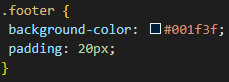 .footer {
background-color: #001f3f;
padding: 20px;
}